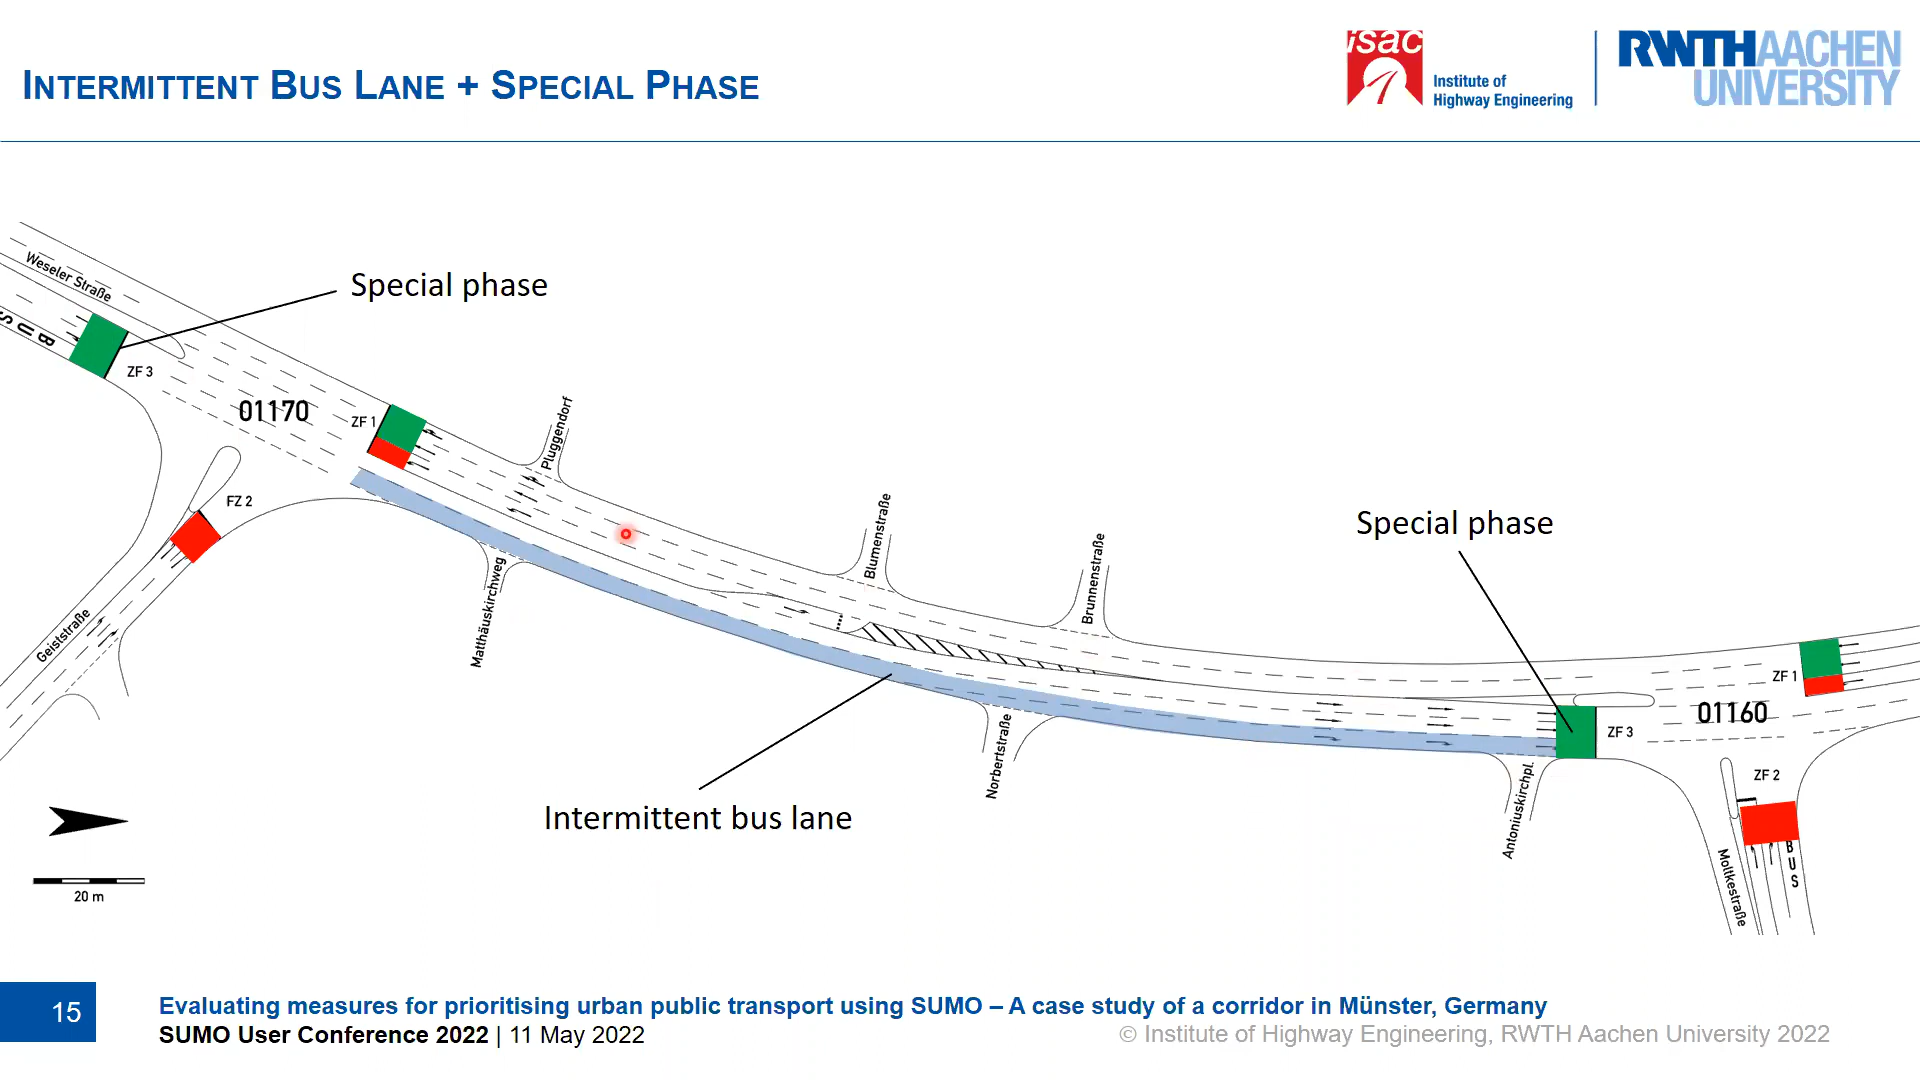 INTERMITTENT BUS LANE + SPECIAL PHASE
isac
Institute of
Highway Engineering
RWTH AACHEN
UNIVERSITY
Weseler Straße
Special phase
BUS
ZF 3
01170
ZF 1
Pluggendorf
FZ 2
Geiststraße
Matthäuskirchweg
Blumenstraße
Brunnenstraße
Special phase
ZF 1
01160
ZF 3
ZF 2
Norbertstraße
Antoniuskirchpl.
Moltkestraße
BUS
Intermittent bus lane
20 m
15
Evaluating measures for prioritising urban public transport using SUMO – A case study of a corridor in Münster, Germany
SUMO User Conference 2022 | 11 May 2022
© Institute of Highway Engineering, RWTH Aachen University 2022